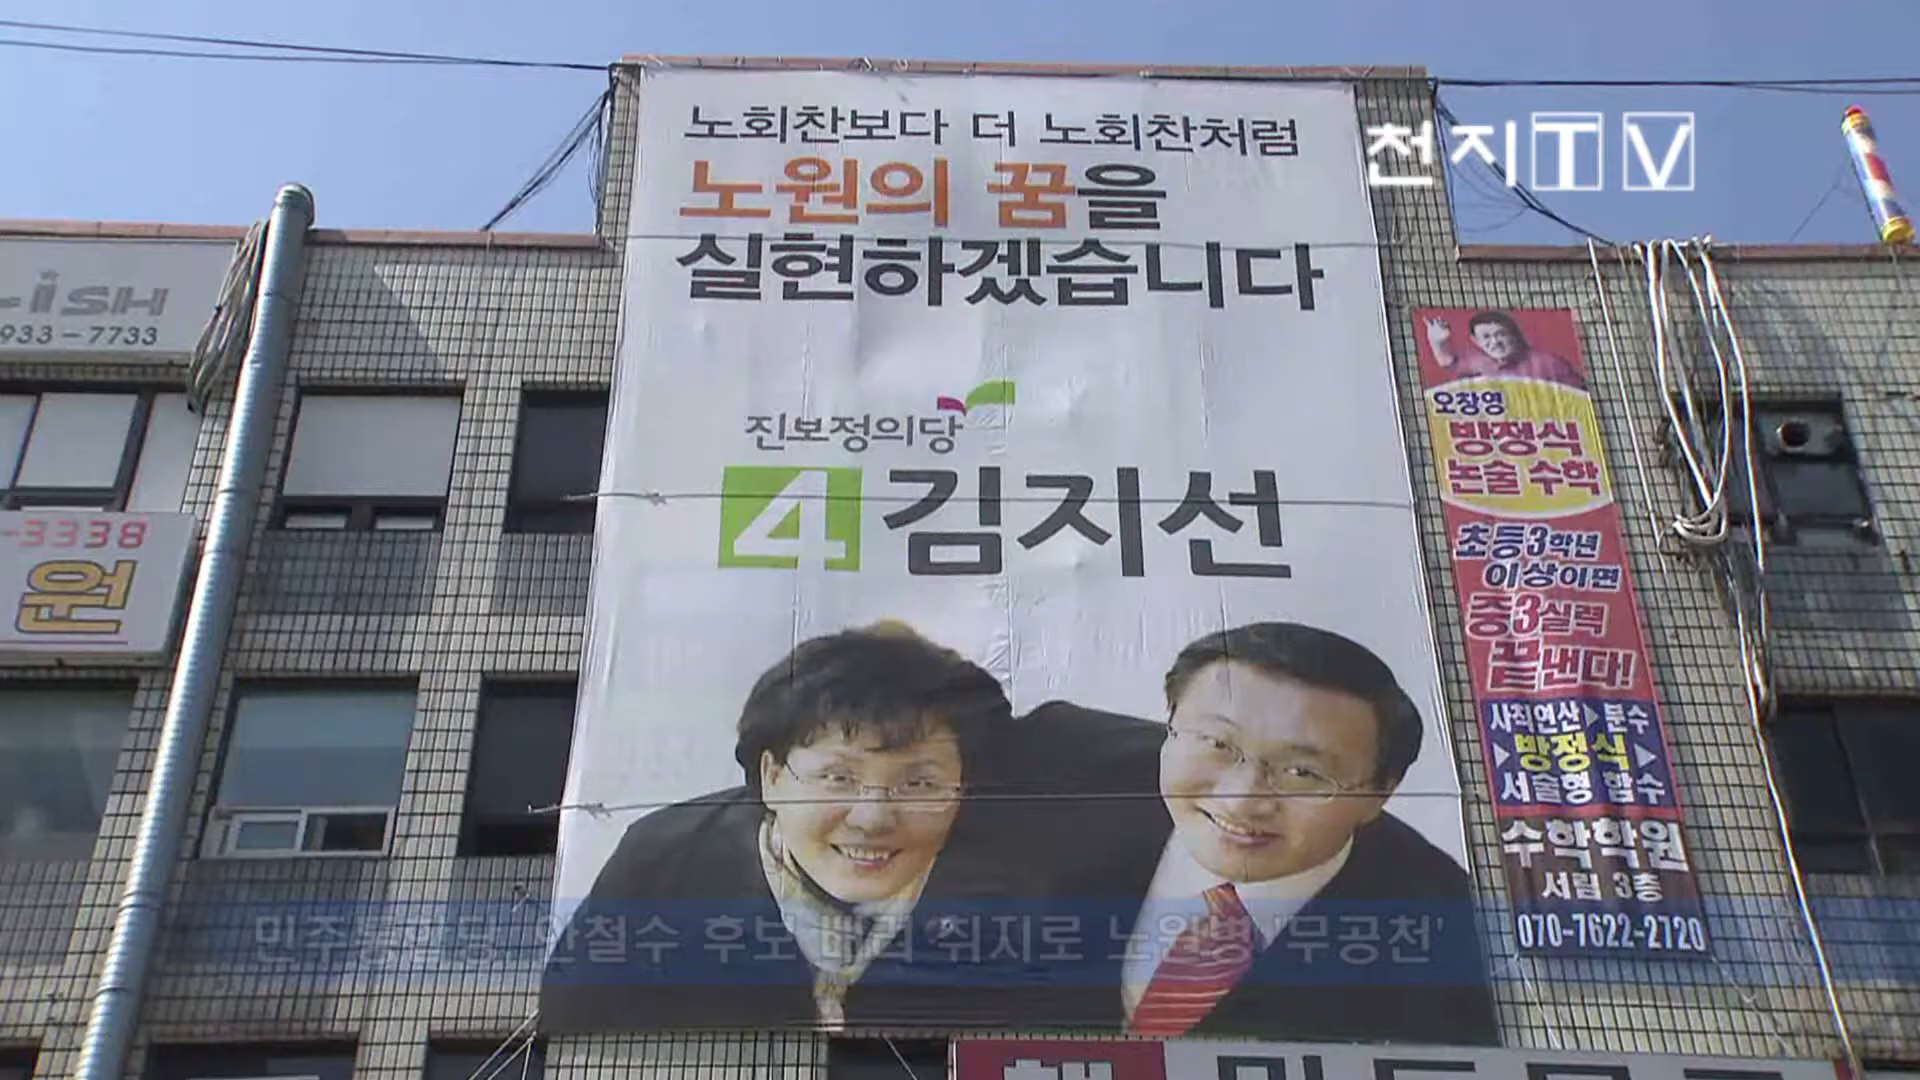 노회찬보다 더 노회찬처럼
노원의 꿈을
실현하겠습니다
진보정의당
4 김지선
천지TV
LiSH
933-7733
-3338
원
오창영
방정식
논술 수학
초등3학년
이상이면
중3실력
끝낸다!
사칙연산▶분수
▶방정식▶
서술형 함수
수학학원
서림 3층
070-7622-2720
민주통합당, 안철수 후보 배려 취지로 노원병 '무공천'